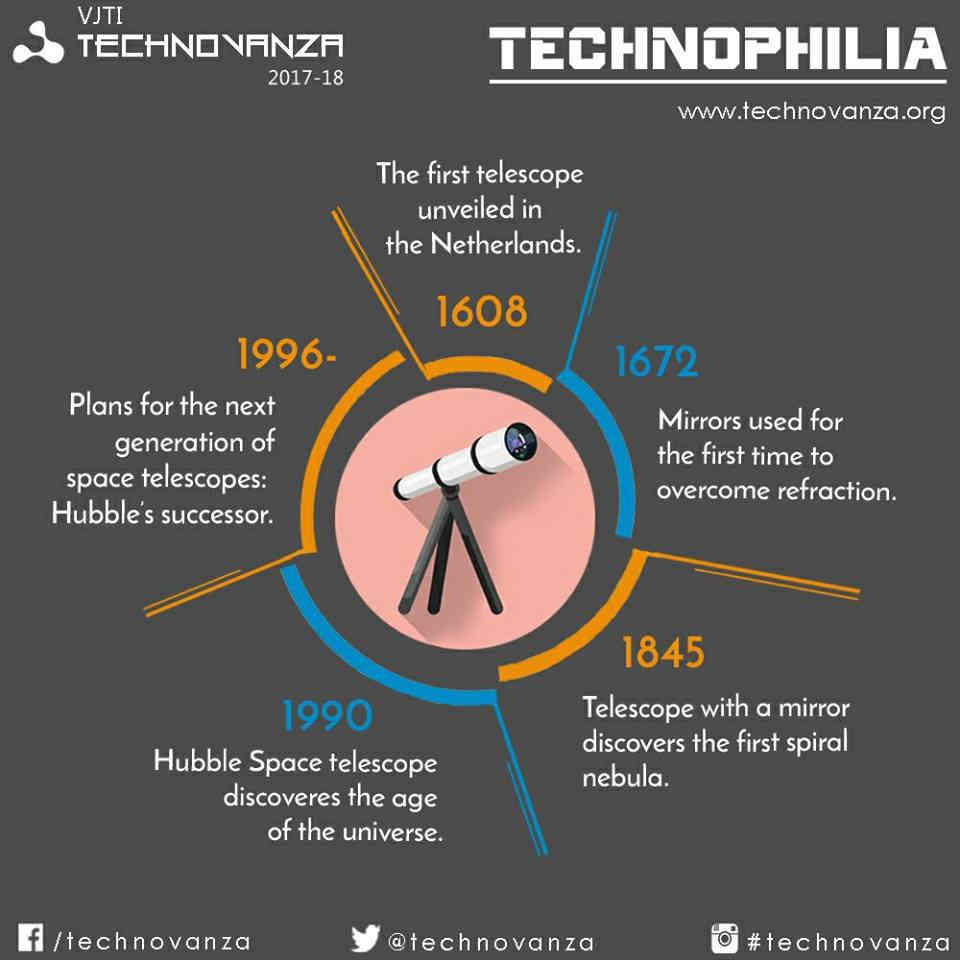 VJTI
TECHNOVANZA
2017-18
TECHNOPHILIA
www.technovanza.org
The first telescope
unveiled in
the Netherlands.
1608
1672
Mirrors used for
the first time to
overcome refraction.
1845
Telescope with a mirror
discovers the first spiral
nebula.
1990
Hubble Space telescope
discoveres the age
of the universe.
1996-
Plans for the next
generation of
space telescopes:
Hubble's successor.
/technovanza
@technovanza
#technovanza